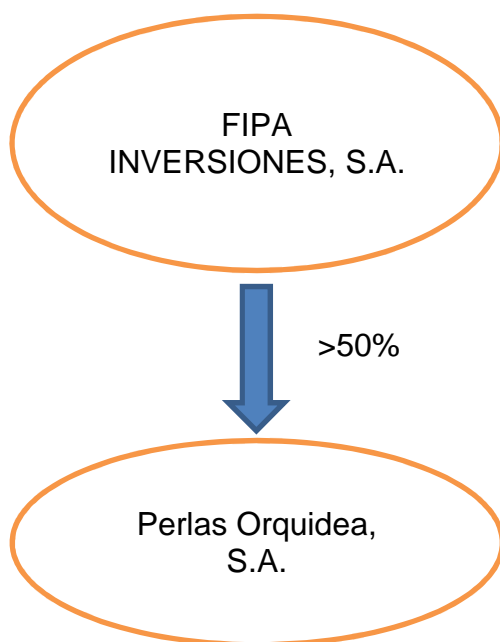 FIPA
INVERSIONES, S.A.
>50%
Perlas Orquidea,
S.A.